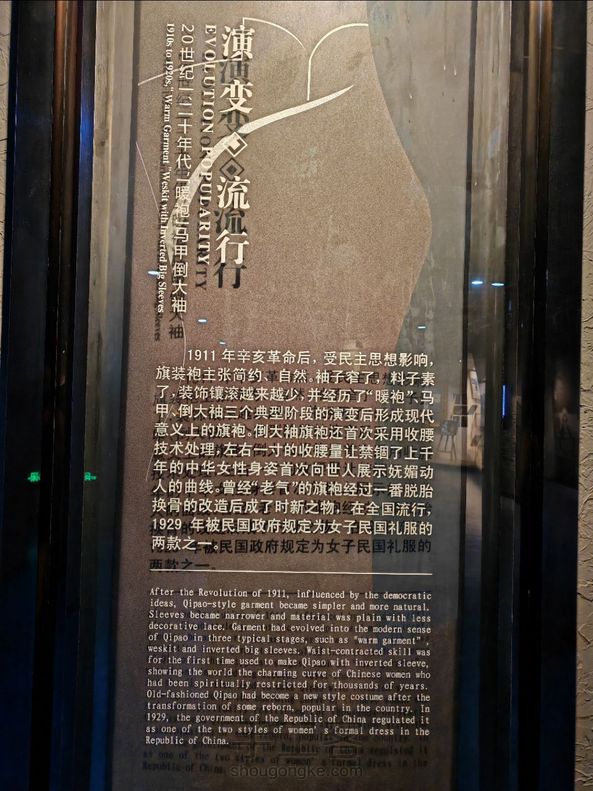 演变◇流行
EVOLUTION POPULARITY
20世纪一二十年代 暖袍 马甲 倒大袖
1910s to 1920s, "Warm Garment" Weskit with Inverted Big Sleeves
1911 年辛亥革命后，受民主思想影响，
旗装袍主张简约、自然。袖子窄了，料子素
了，装饰镶滚越来越少，并经历了“暖袍”、马
甲、倒大袖三个典型阶段的演变后形成现代
意义上的旗袍。倒大袖旗袍还首次采用收腰
技术处理，左右一寸的收腰量让禁锢了上千
年的中华女性身姿首次向世人展示妩媚动
人的曲线。曾经“老气”的旗袍经过一番脱胎
换骨的改造后成了时新之物，在全国流行，
1929 年被民国政府规定为女子民国礼服的
两款之一。
After the Revolution of 1911, influenced by the democratic
ideas, Qipao-style garment became simpler and more natural.
Sleeves became narrower and material was plain with less
decorative lace. Garment had evolved into the modern sense
of Qipao in three typical stages, such as "warm garment",
weskit and inverted big sleeves. Waist-contracted skill was
for the first time used to make Qipao with inverted sleeve,
showing the world the charming curve of Chinese women who
had been spiritually restricted for thousands of years.
Old-fashioned Qipao had become a new style costume after the
transformation of some reborn, popular in the country. In
1929, the government of the Republic of China regulated it
as one of the two styles of women's formal dress in the
Republic of China.
shougongke.com